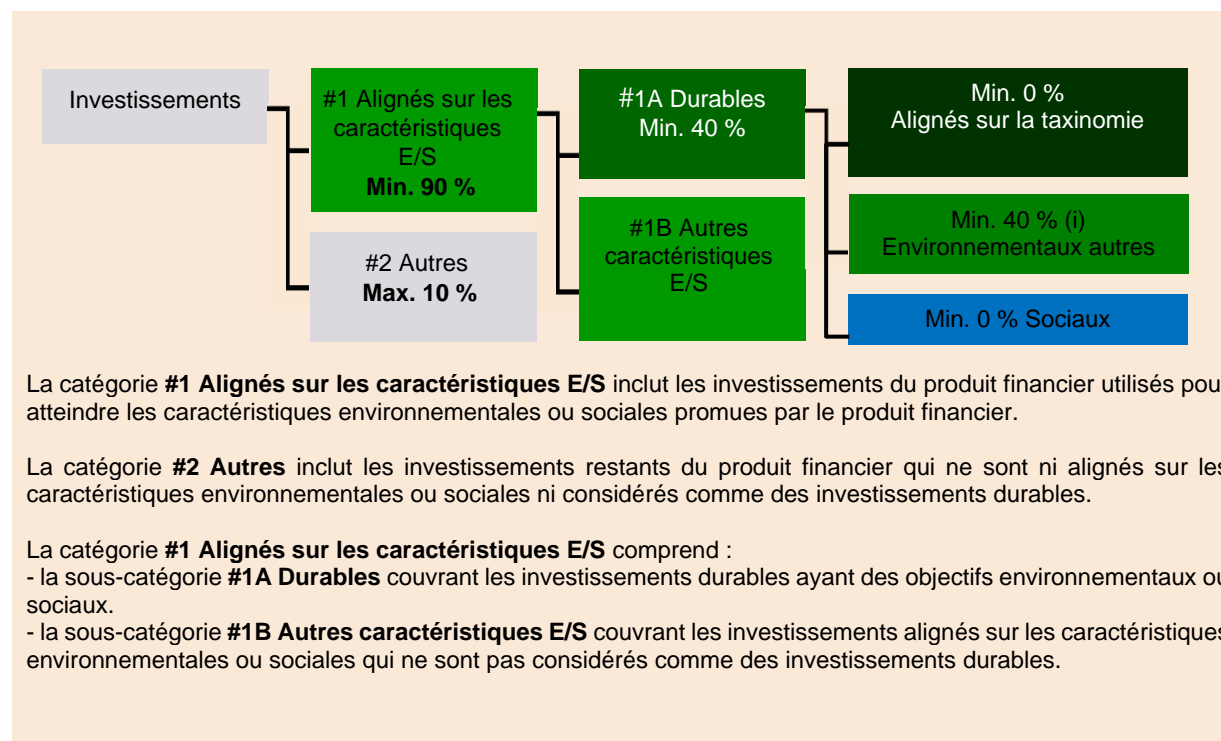 Investissements
#1 Alignés sur les
caractéristiques
E/S
Min. 90 %
#2 Autres
Max. 10 %
#1A Durables
Min. 40 %
#1B Autres
caractéristiques
E/S
Min. 0 %
Alignés sur la taxinomie
Min. 40 % (i)
Environnementaux autres
Min. 0 % Sociaux
La catégorie #1 Alignés sur les caractéristiques E/S inclut les investissements du produit financier utilisés pou
atteindre les caractéristiques environnementales ou sociales promues par le produit financier.
La catégorie #2 Autres inclut les investissements restants du produit financier qui ne sont ni alignés sur les
caractéristiques environnementales ou sociales ni considérés comme des investissements durables.
La catégorie #1 Alignés sur les caractéristiques E/S comprend :
- la sous-catégorie #1A Durables couvrant les investissements durables ayant des objectifs environnementaux ou
sociaux.
- la sous-catégorie #1B Autres caractéristiques E/S couvrant les investissements alignés sur les caractéristiques
environnementales ou sociales qui ne sont pas considérés comme des investissements durables.